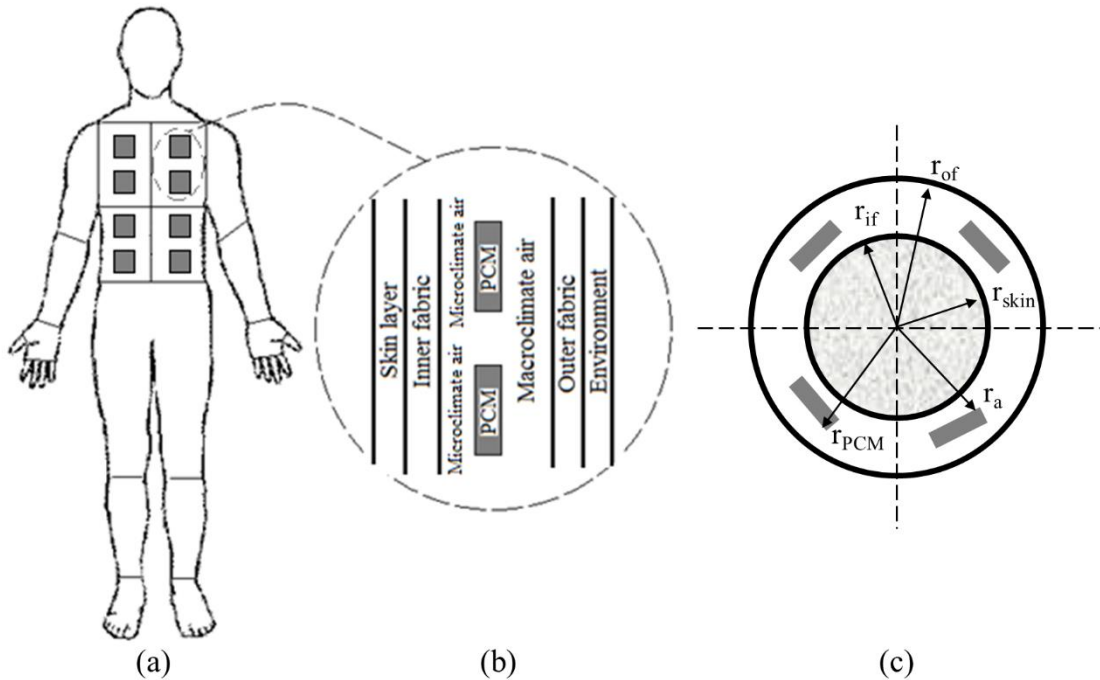 Skin layer
Inner fabric
Microclimate air
Microclimate air
PCM
PCM
Macroclimate air
Outer fabric
Environment
r_of
r_if
r_skin
r_a
r_PCM
(a)
(b)
(c)